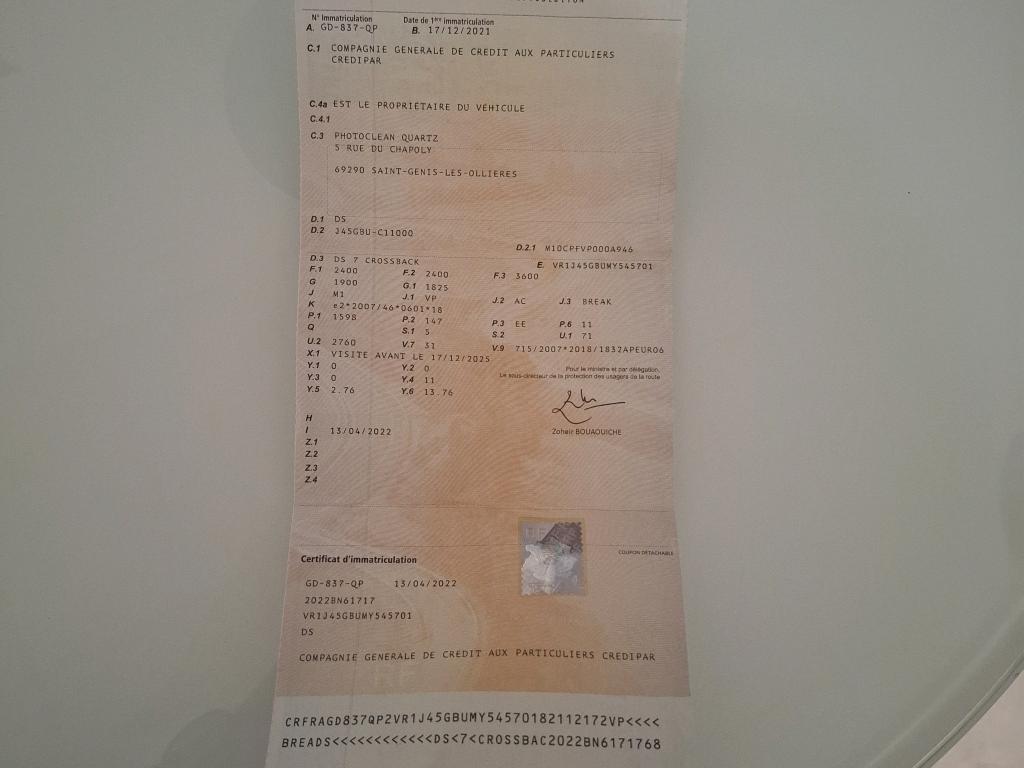 N° Immatriculation Date de 1ère immatriculation
A. GD-837-QP B. 17/12/2021
C.1 COMPAGNIE GENERALE DE CREDIT AUX PARTICULIERS
CREDIPAR
C.4a EST LE PROPRIÉTAIRE DU VÉHICULE
C.4.1
C.3 PHOTOCLEAN QUARTZ
5 RUE DU CHAPOLY
69290 SAINT-GENIS-LES-OLLIERES
D.1 DS
D.2 J45GBU-C11000
D.2.1 M10CPFVP000A946
D.3 DS 7 CROSSBACK E. VR1J45GBUMY545701
F.1 2400 F.2 2400 F.3 3600
G 1900 G.1 1825
J M1 J.1 VP J.2 AC J.3 BREAK
K e2*2007/46*0601*18
P.1 1598 P.2 147 P.3 EE P.6 11
Q S.1 5 S.2 U.1 71
U.2 2760 V.7 31 V.9 715/2007*2018/1832APEURO6
X.1 VISITE AVANT LE 17/12/2025
Y.1 0 Y.2 0
Y.3 0 Y.4 11
Y.5 2.76 Y.6 13.76
Pour le ministre et par délégation,
Le sous-directeur de la protection des usagers de la route
Zoheir BOUAOUICHE
H
I 13/04/2022
Z.1
Z.2
Z.3
Z.4
COUPON DÉTACHABLE
Certificat d'immatriculation
GD-837-QP 13/04/2022
2022BN61717
VR1J45GBUMY545701
DS
COMPAGNIE GENERALE DE CREDIT AUX PARTICULIERS CREDIPAR
CRFRAGD837QP2VR1J45GBUMY54570182112172VP<<<<
BREADS<<<<<<<<<<<<DS<7<CROSSBAC2022BN6171768